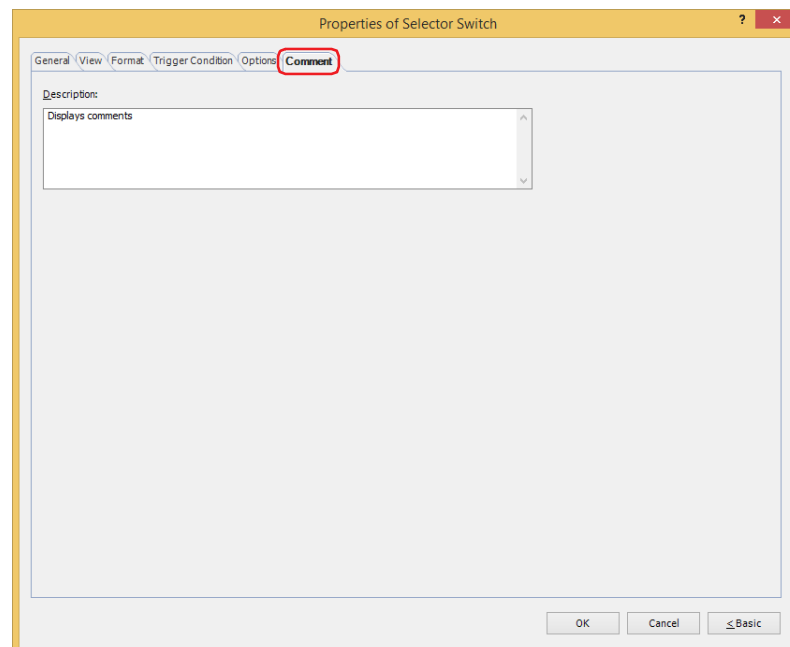 Properties of Selector Switch
? ×
General View Format Trigger Condition Options Comment
Description:
Displays comments
OK Cancel < Basic